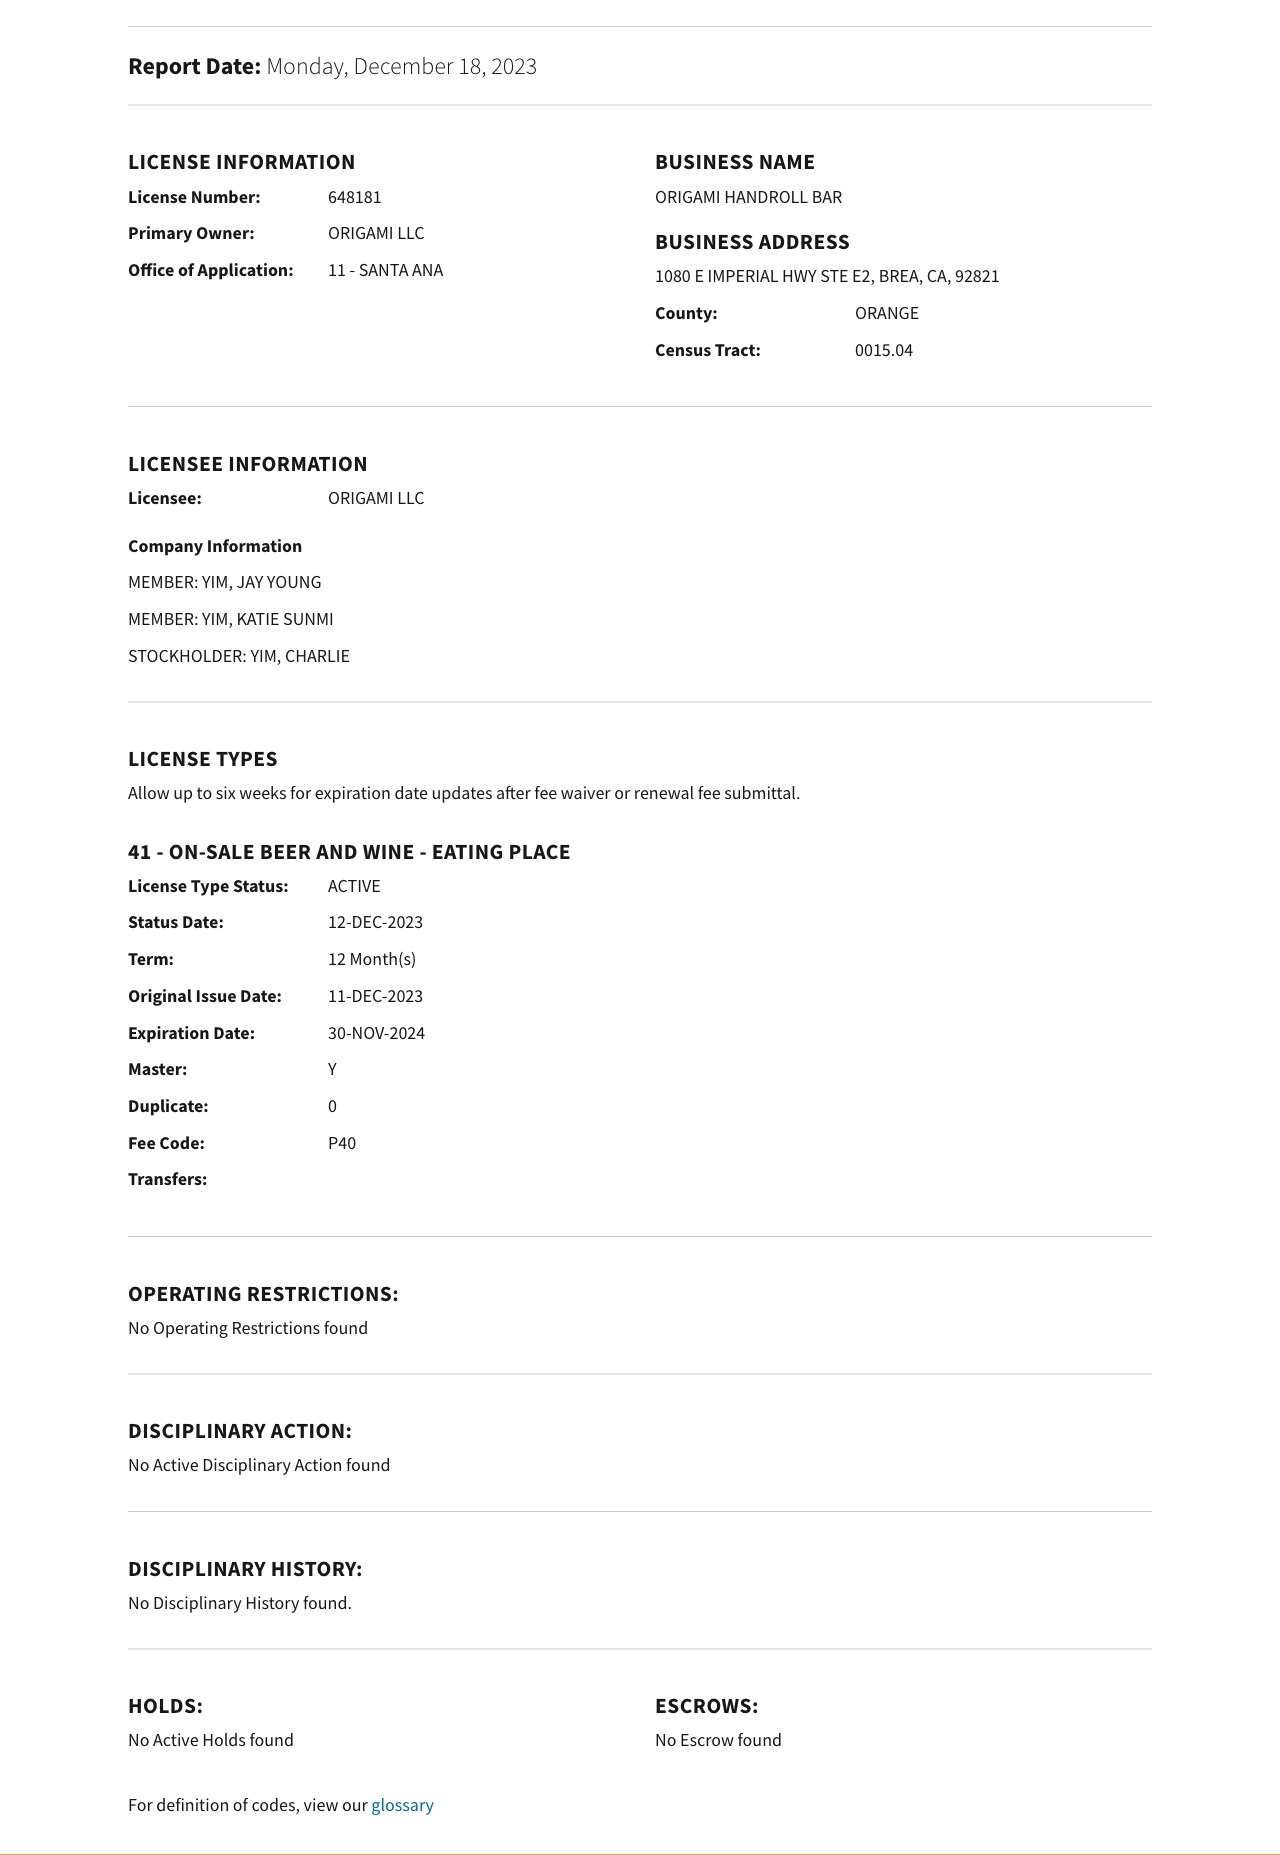 Report Date: Monday, December 18, 2023
LICENSE INFORMATION
License Number: 648181
Primary Owner: ORIGAMI LLC
Office of Application: 11 - SANTA ANA
BUSINESS NAME
ORIGAMI HANDROLL BAR
BUSINESS ADDRESS
1080 E IMPERIAL HWY STE E2, BREA, CA, 92821
County: ORANGE
Census Tract: 0015.04
LICENSEE INFORMATION
Licensee: ORIGAMI LLC
Company Information
MEMBER: YIM, JAY YOUNG
MEMBER: YIM, KATIE SUNMI
STOCKHOLDER: YIM, CHARLIE
LICENSE TYPES
Allow up to six weeks for expiration date updates after fee waiver or renewal fee submittal.
41 - ON-SALE BEER AND WINE - EATING PLACE
License Type Status: ACTIVE
Status Date: 12-DEC-2023
Term: 12 Month(s)
Original Issue Date: 11-DEC-2023
Expiration Date: 30-NOV-2024
Master: Y
Duplicate: 0
Fee Code: P40
Transfers:
OPERATING RESTRICTIONS:
No Operating Restrictions found
DISCIPLINARY ACTION:
No Active Disciplinary Action found
DISCIPLINARY HISTORY:
No Disciplinary History found.
HOLDS:
No Active Holds found
ESCROWS:
No Escrow found
For definition of codes, view our glossary